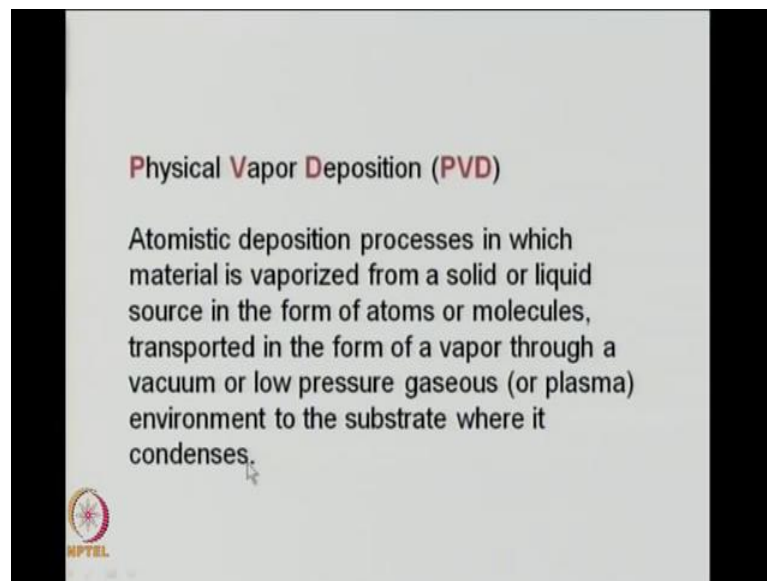 Physical Vapor Deposition (PVD)
Atomistic deposition processes in which
material is vaporized from a solid or liquid
source in the form of atoms or molecules,
transported in the form of a vapor through a
vacuum or low pressure gaseous (or plasma)
environment to the substrate where it
condenses.
NPTEL